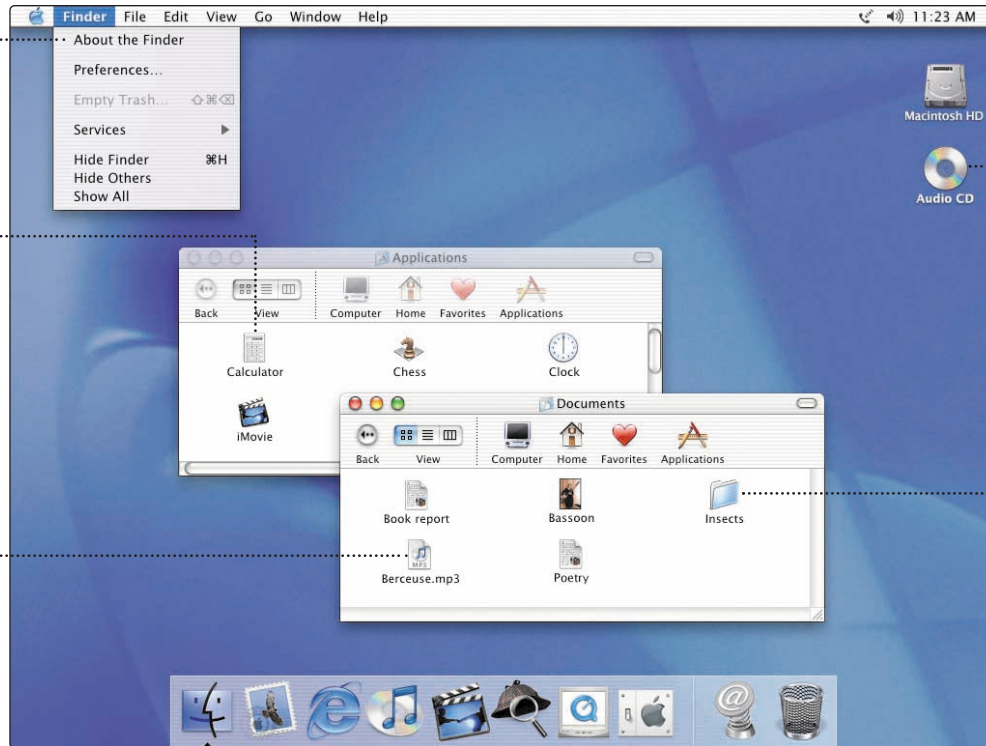 Finder File Edit View Go Window Help 11:23 AM
About the Finder
Preferences...
Empty Trash... ⇧⌘⌫
Services
Hide Finder ⌘H
Hide Others
Show All
Macintosh HD
Audio CD
Applications
Back View Computer Home Favorites Applications
Calculator Chess Clock
iMovie
Documents
Back View Computer Home Favorites Applications
Book report Bassoon Insects
MP3
Berceuse.mp3 Poetry